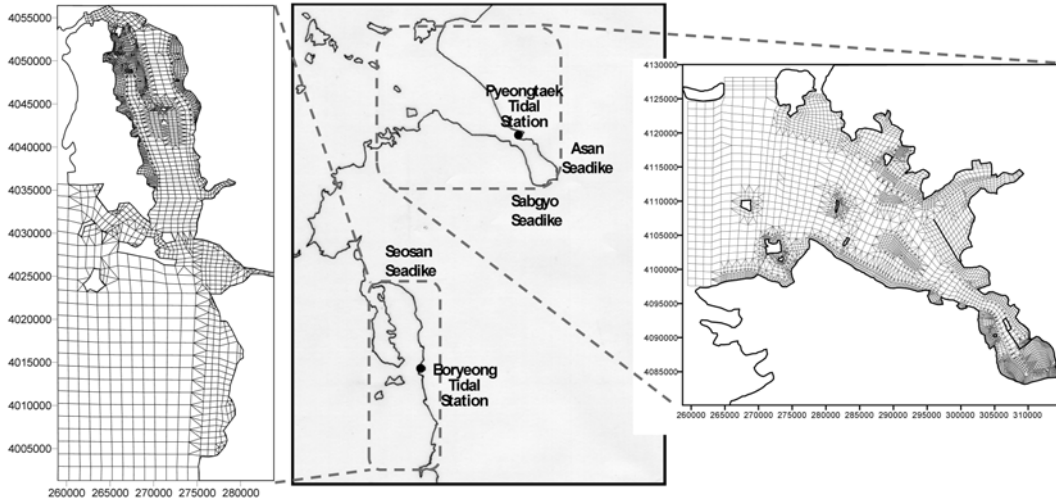 4055000
4050000
4045000
4040000
4035000
4030000
4025000
4020000
4015000
4010000
4005000
260000 265000 270000 275000 280000
Pyeongtaek
Tidal
Station
Asan
Seadike
Sabgyo
Seadike
Seosan
Seadike
Boryeong
Tidal
Station
4130000
4125000
4120000
4115000
4110000
4105000
4100000
4095000
4090000
4085000
260000 265000 270000 275000 280000 285000 290000 295000 300000 305000 310000